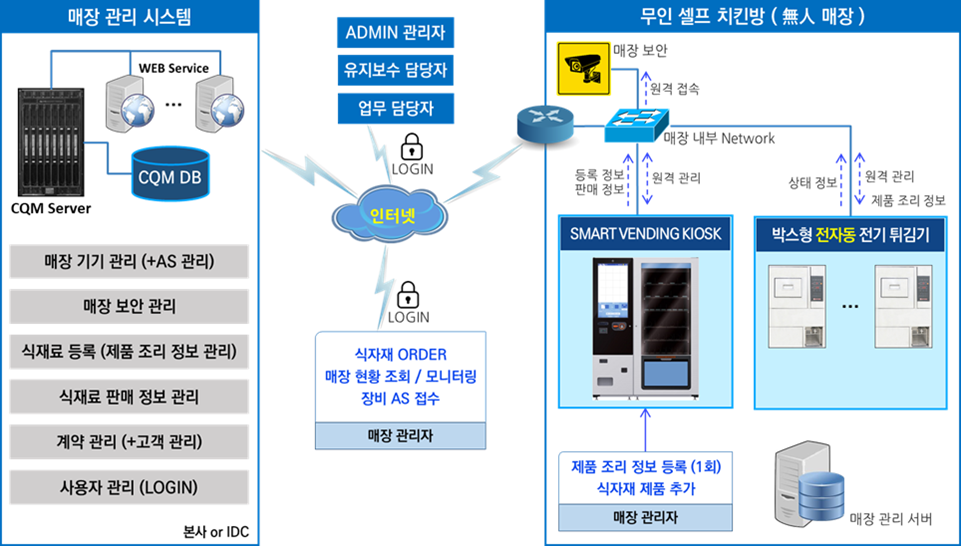 매장 관리 시스템
WEB Service
...
CQM DB
CQM Server
매장 기기 관리 (+AS 관리)
매장 보안 관리
식재료 등록 (제품 조리 정보 관리)
식재료 판매 정보 관리
계약 관리 (+고객 관리)
사용자 관리 (LOGIN)
본사 or IDC
ADMIN 관리자
유지보수 담당자
업무 담당자
LOGIN
인터넷
LOGIN
식자재 ORDER
매장 현황 조회 / 모니터링
장비 AS 접수
매장 관리자
무인 셀프 치킨방 ( 無人 매장 )
매장 보안
원격 접속
매장 내부 Network
등록 정보
판매 정보
원격 관리
상태 정보
원격 관리
제품 조리 정보
SMART VENDING KIOSK
박스형 전자동 전기 튀김기
...
제품 조리 정보 등록 (1회)
식자재 제품 추가
매장 관리자
매장 관리 서버